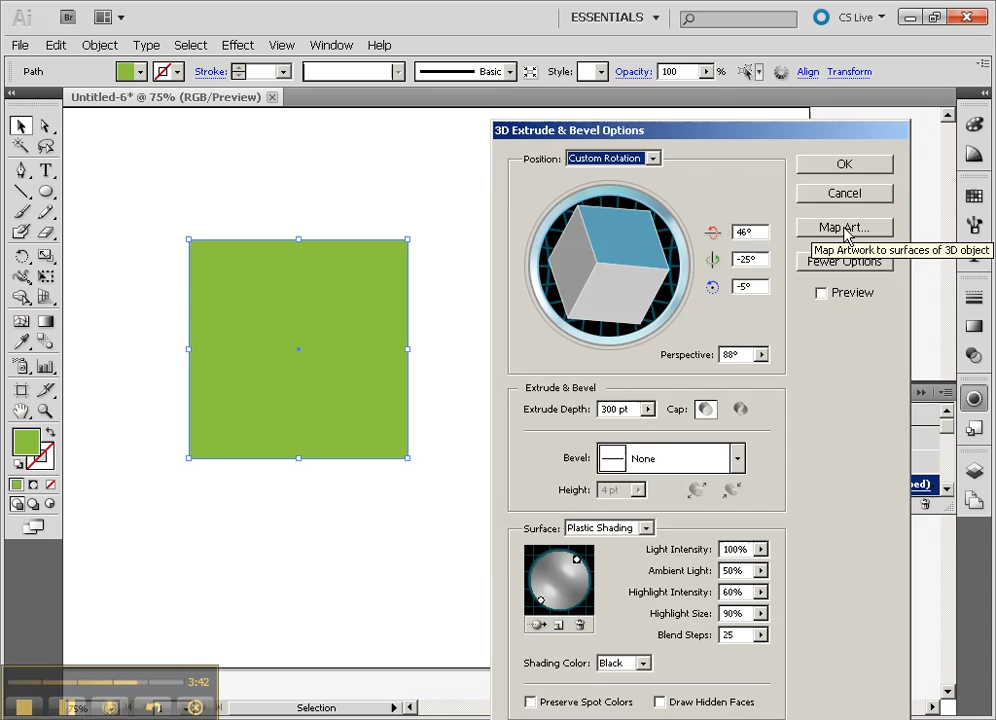 Ai Br ESSENTIALS CS Live
File Edit Object Type Select Effect View Window Help
Path Stroke: Basic Style: Opacity: 100 % Align Transform
Untitled-6* @ 75% (RGB/Preview)
3D Extrude & Bevel Options
Position: Custom Rotation
OK
Cancel
Map Art...
Map Artwork to surfaces of 3D object
Fewer Options
Preview
46°
-25°
-5°
Perspective: 88°
Extrude & Bevel
Extrude Depth: 300 pt Cap:
Bevel: None
Height: 4 pt
Surface: Plastic Shading
Light Intensity: 100%
Ambient Light: 50%
Highlight Intensity: 60%
Highlight Size: 90%
Blend Steps: 25
Shading Color: Black
Preserve Spot Colors Draw Hidden Faces
ped)
3:42
75% 1 Selection